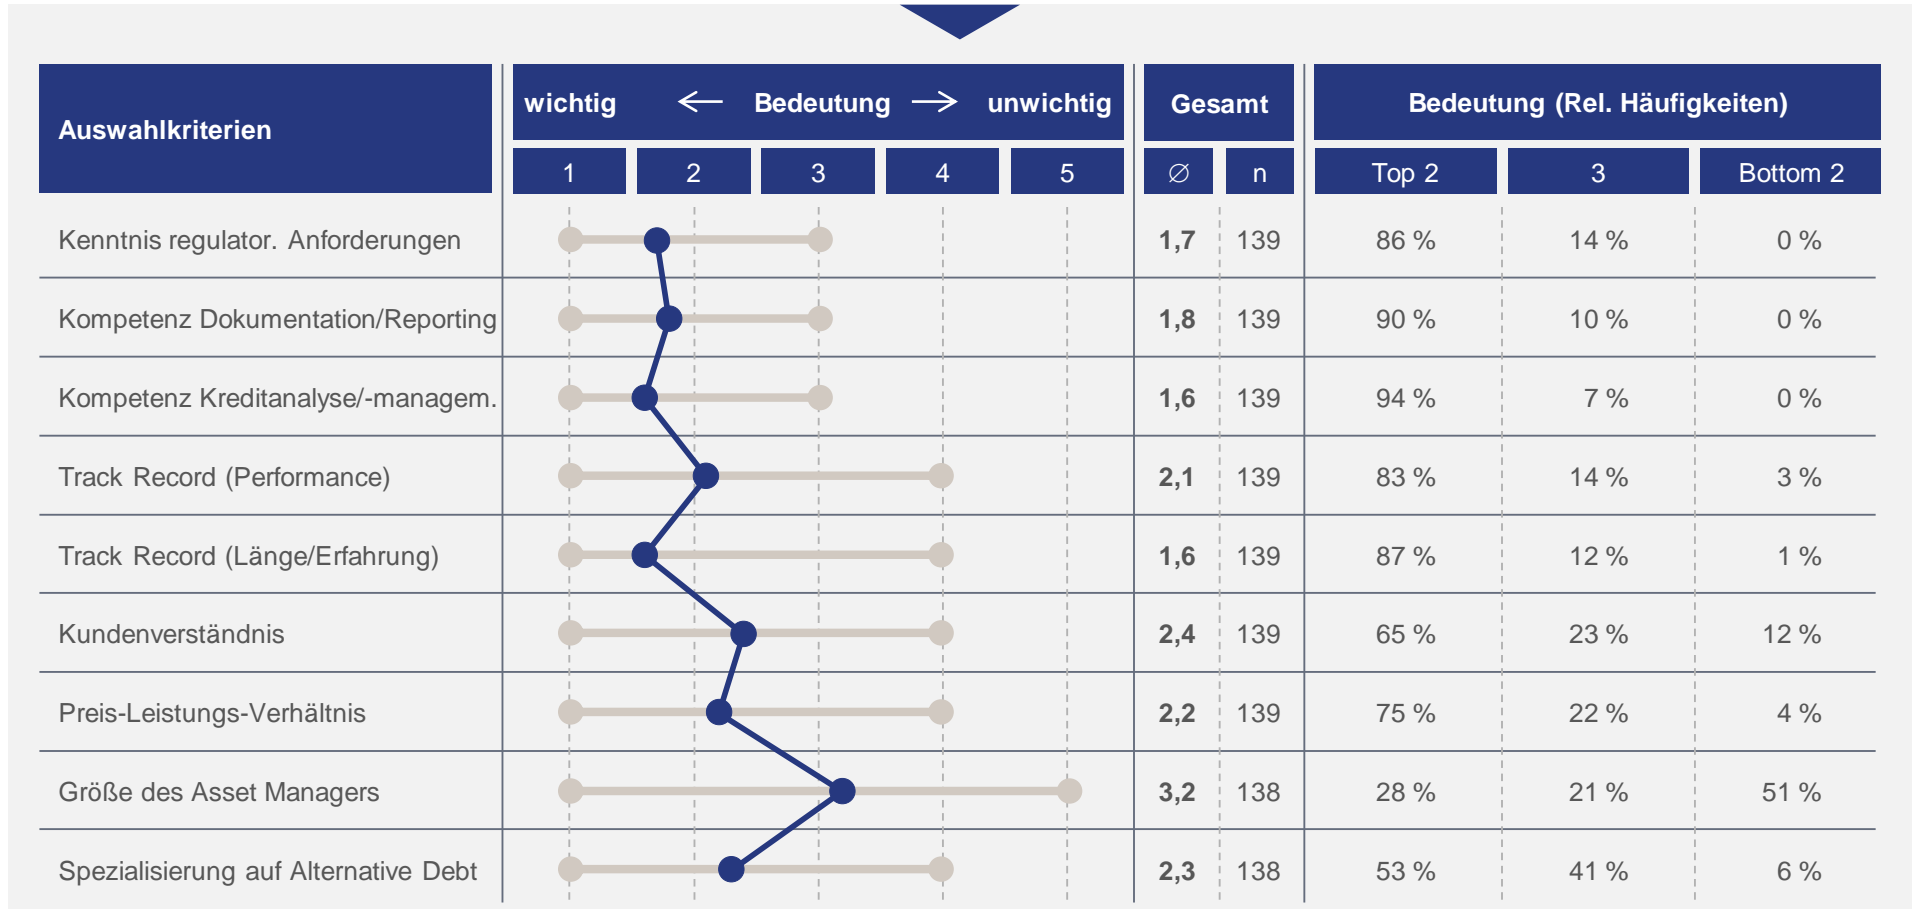 Auswahlkriterien
wichtig ← Bedeutung → unwichtig
Gesamt
Bedeutung (Rel. Häufigkeiten)
1 2 3 4 5 ∅ n Top 2 3 Bottom 2
Kenntnis regulator. Anforderungen 1,7 139 86 % 14 % 0 %
Kompetenz Dokumentation/Reporting 1,8 139 90 % 10 % 0 %
Kompetenz Kreditanalyse/-managem. 1,6 139 94 % 7 % 0 %
Track Record (Performance) 2,1 139 83 % 14 % 3 %
Track Record (Länge/Erfahrung) 1,6 139 87 % 12 % 1 %
Kundenverständnis 2,4 139 65 % 23 % 12 %
Preis-Leistungs-Verhältnis 2,2 139 75 % 22 % 4 %
Größe des Asset Managers 3,2 138 28 % 21 % 51 %
Spezialisierung auf Alternative Debt 2,3 138 53 % 41 % 6 %